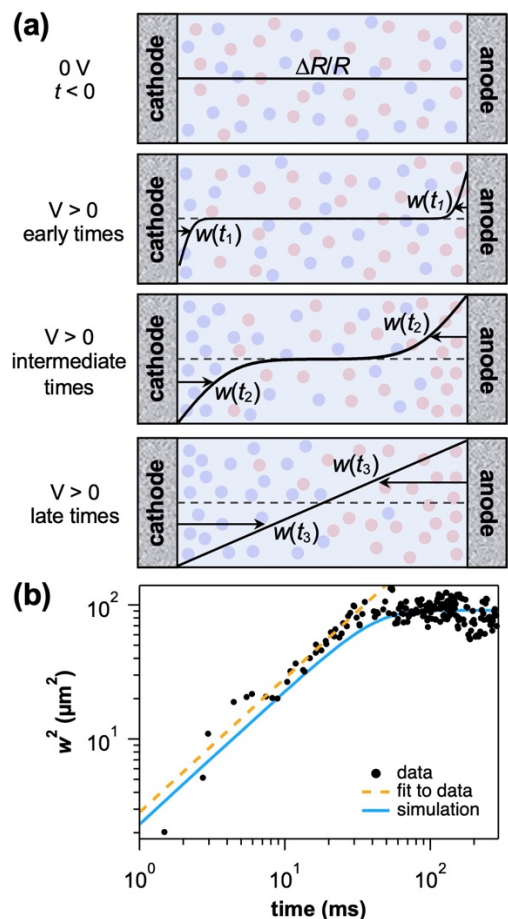 (a)
0 V
t < 0
cathode
ΔR/R
anode
V > 0
early times
cathode
w(t₁)
w(t₁)
anode
V > 0
intermediate
times
cathode
w(t₂)
w(t₂)
anode
V > 0
late times
cathode
w(t₃)
w(t₃)
anode
(b)
w² (μm²)
10²
10¹
data
fit to data
simulation
10⁰
10¹
10²
time (ms)